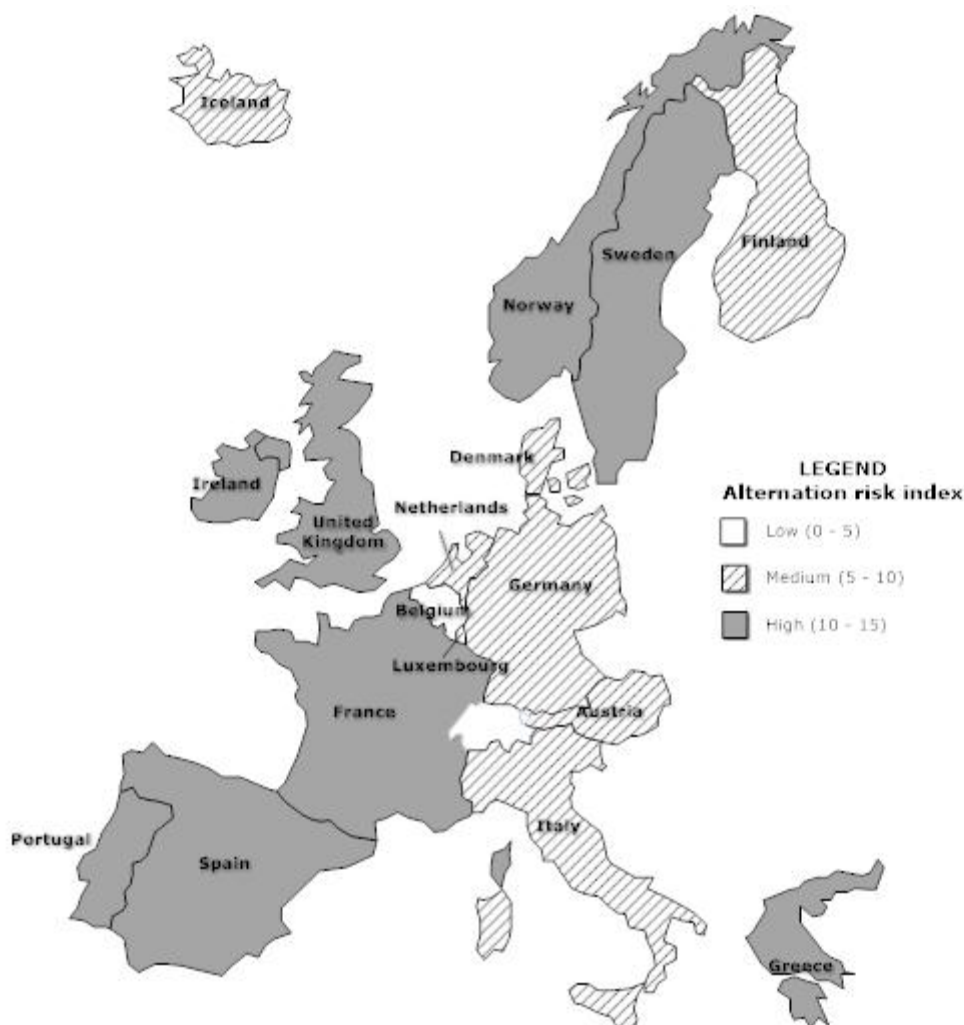 Iceland
Finland
Sweden
Norway
Denmark
Ireland
Netherlands
United
Kingdom
Germany
Belgium
Luxembourg
France
Austria
Italy
Portugal
Spain
Greece
LEGEND
Alternation risk index
Low (0 - 5)
Medium (5 - 10)
High (10 - 15)